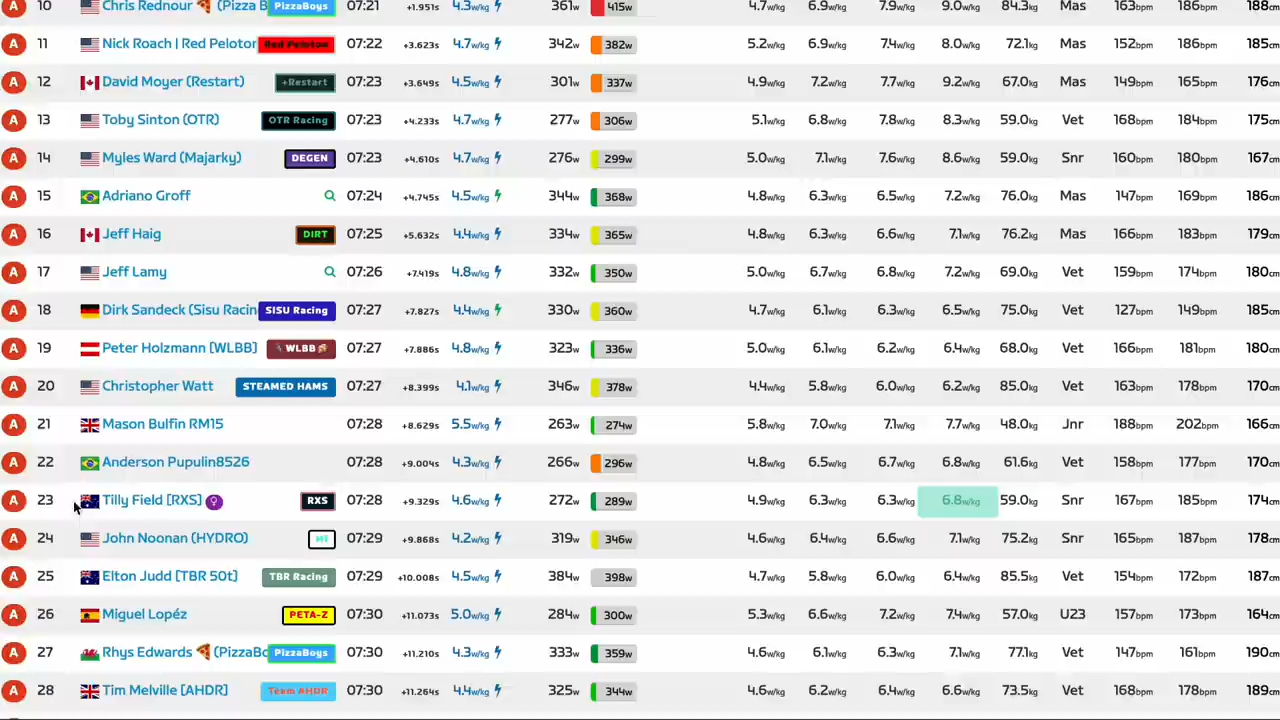 A 10 Chris Rednour (Pizza B PizzaBoys 07:21 +1.951s 4.3w/kg 361w 415w 4.7w/kg 6.9w/kg 7.9w/kg 9.0w/kg 84.3kg Mas 163bpm 186bpm 188cm
A 11 Nick Roach | Red Peloton Red Peloton 07:22 +3.623s 4.7w/kg 342w 382w 5.2w/kg 6.9w/kg 7.4w/kg 8.0w/kg 72.1kg Mas 152bpm 186bpm 185cm
A 12 David Moyer (Restart) +Restart 07:23 +3.649s 4.5w/kg 301w 337w 5.0w/kg 7.2w/kg 7.7w/kg 9.2w/kg 67.0kg Mas 149bpm 185bpm 176cm
A 13 Toby Sinton (OTR) OTR Racing 07:23 +4.233s 4.7w/kg 277w 306w 5.1w/kg 6.8w/kg 7.8w/kg 8.3w/kg 59.0kg Vet 168bpm 184bpm 175cm
A 14 Myles Ward (Majarky) DEGEN 07:23 +4.610s 4.7w/kg 276w 299w 5.0w/kg 7.1w/kg 7.6w/kg 8.6w/kg 59.0kg Snr 160bpm 180bpm 167cm
A 15 Adriano Groff 07:24 +4.745s 4.5w/kg 344w 368w 4.8w/kg 6.3w/kg 6.5w/kg 7.2w/kg 76.0kg Mas 147bpm 169bpm 186cm
A 16 Jeff Haig DIRT 07:25 +5.632s 4.4w/kg 334w 365w 4.8w/kg 6.3w/kg 6.6w/kg 7.1w/kg Mas 166bpm 183bpm 179cm
A 17 Jeff Lamy 07:26 +7.419s 4.8w/kg 332w 350w 5.0w/kg 6.7w/kg 6.8w/kg 7.2w/kg 69.0kg Vet 159bpm 174bpm 180cm
A 18 Dirk Sandeck (Sisu Racin SISU Racing 07:27 +7.827s 4.4w/kg 330w 360w 4.7w/kg 6.1w/kg 6.3w/kg 6.5w/kg 75.0kg Vet 127bpm 149bpm 185cm
A 19 Peter Holzmann [WLBB] WLBB 07:27 +7.886s 4.8w/kg 323w 336w 5.0w/kg 6.1w/kg 6.2w/kg 6.4w/kg 68.0kg Vet 166bpm 181bpm 180cm
A 20 Christopher Watt STEAMED HAMS 07:27 +8.399s 4.1w/kg 346w 378w 4.4w/kg 5.8w/kg 6.0w/kg 6.2w/kg 85.0kg Vet 163bpm 178bpm 170cm
A 21 Mason Bulfin RM15 07:28 +8.629s 5.5w/kg 263w 274w 5.8w/kg 7.0w/kg 7.1w/kg 7.7w/kg 48.0kg Jnr 188bpm 202bpm 166cm
A 22 Anderson Pupulin8526 07:28 +9.004s 4.3w/kg 266w 296w 4.8w/kg 6.5w/kg 6.7w/kg 6.8w/kg 61.6kg Vet 158bpm 177bpm 170cm
A 23 Tilly Field [RXS] RXS 07:28 +9.329s 4.6w/kg 272w 289w 4.9w/kg 6.3w/kg 6.3w/kg 6.8w/kg 59.0kg Snr 167bpm 185bpm 174cm
A 24 John Noonan (HYDRO) 07:29 +9.868s 4.2w/kg 319w 346w 4.6w/kg 6.4w/kg 6.6w/kg 7.1w/kg 75.2kg Snr 165bpm 187bpm 178cm
A 25 Elton Judd [TBR 50t] TBR Racing 07:29 +10.008s 4.5w/kg 384w 398w 4.7w/kg 5.8w/kg 6.0w/kg 6.4w/kg 85.5kg Vet 154bpm 172bpm 187cm
A 26 Miguel Lopéz PETA-Z 07:30 +11.073s 5.0w/kg 284w 300w 5.3w/kg 6.6w/kg 7.2w/kg 7.4w/kg 57.0kg U23 157bpm 173bpm 164cm
A 27 Rhys Edwards (PizzaBo PizzaBoys 07:30 +11.210s 4.3w/kg 333w 359w 4.6w/kg 6.1w/kg 6.3w/kg 7.1w/kg 77.1kg Vet 147bpm 161bpm 190cm
A 28 Tim Melville [AHDR] Team AHDR 07:30 +11.264s 4.4w/kg 325w 344w 4.6w/kg 6.2w/kg 6.4w/kg 6.6w/kg 73.5kg Vet 168bpm 178bpm 189cm